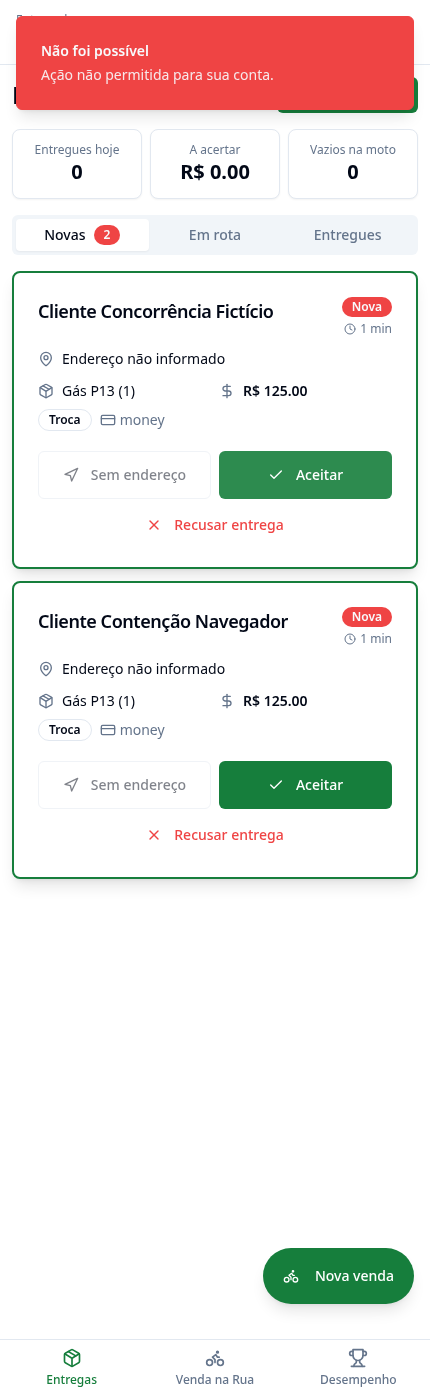 Não foi possível
Ação não permitida para sua conta.
Entregues hoje
0
A acertar
R$ 0.00
Vazios na moto
0
Novas 2
Em rota
Entregues
Cliente Concorrência Fictício
Nova
1 min
Endereço não informado
Gás P13 (1)
R$ 125.00
Troca
money
Sem endereço
Aceitar
Recusar entrega
Cliente Contenção Navegador
Nova
1 min
Endereço não informado
Gás P13 (1)
R$ 125.00
Troca
money
Sem endereço
Aceitar
Recusar entrega
Nova venda
Entregas
Venda na Rua
Desempenho